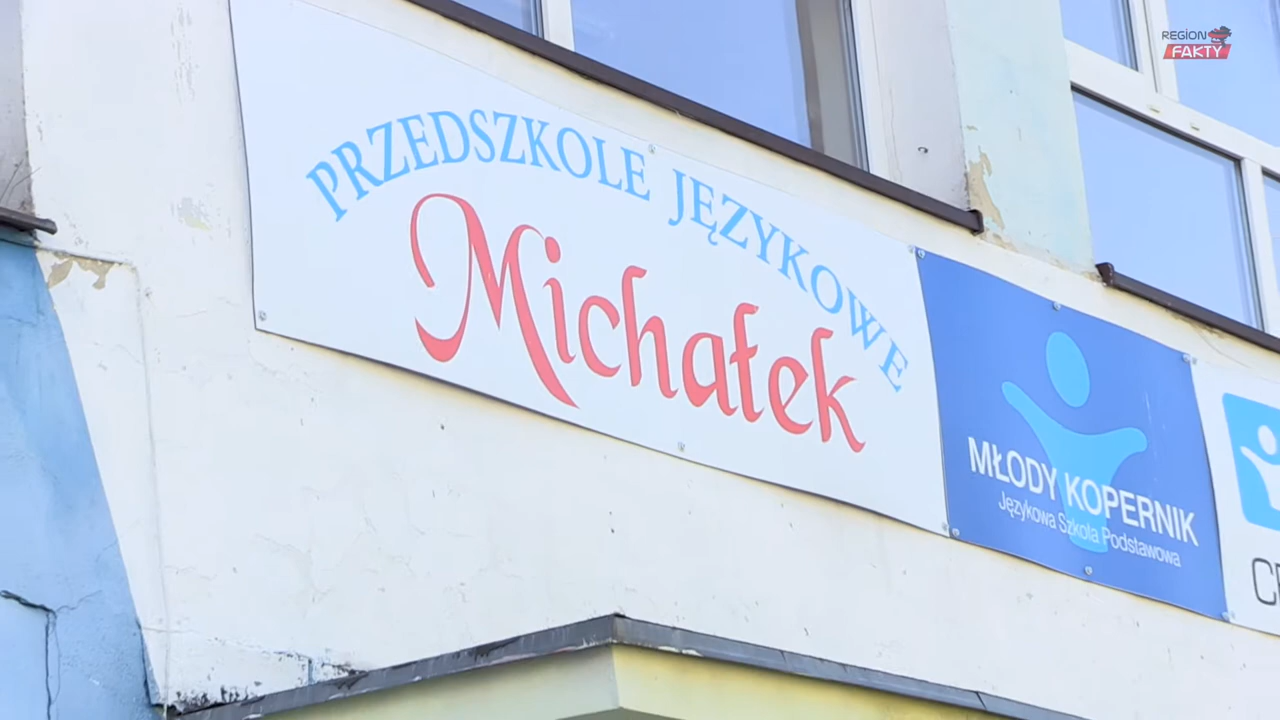 REGION
FAKTY
PRZEDSZKOLE JĘZYKOWE
Michałek
MŁODY KOPERNIK
Językowa Szkoła Podstawowa